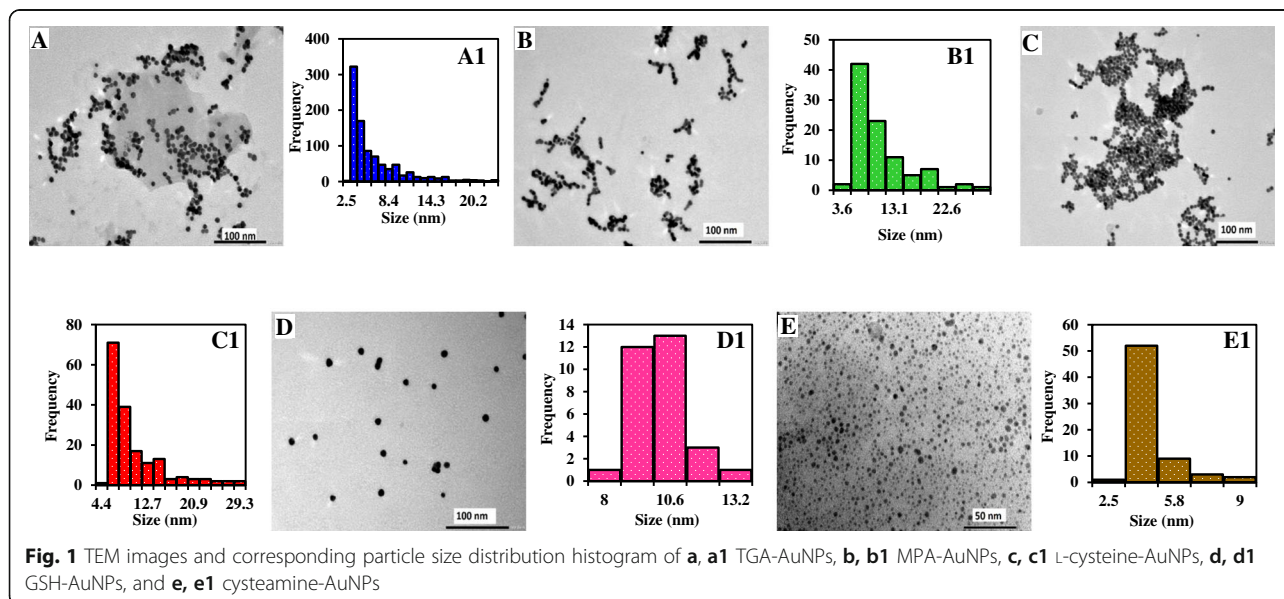 A
A1
400
300
200
100
Frequency
2.5 8.4 14.3 20.2
Size (nm)
100 nm
B
B1
50
40
30
20
10
0
Frequency
3.6 13.1 22.6
Size (nm)
100 nm
C
100 nm
C1
80
60
40
20
0
Frequency
4.4 12.7 20.9 29.3
Size (nm)
D
100 nm
D1
14
12
10
8
6
4
2
0
Frequency
8 10.6 13.2
Size (nm)
E
50 nm
E1
60
50
40
30
20
10
0
Frequency
2.5 5.8 9
Size (nm)
Fig. 1 TEM images and corresponding particle size distribution histogram of a, a1 TGA-AuNPs, b, b1 MPA-AuNPs, c, c1 L-cysteine-AuNPs, d, d1
GSH-AuNPs, and e, e1 cysteamine-AuNPs